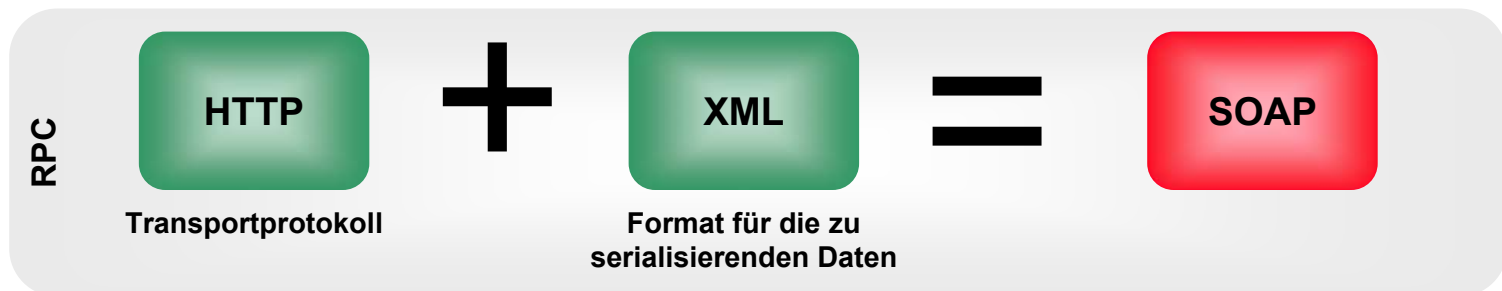 RPC
HTTP
+
XML
=
SOAP
Transportprotokoll
Format für die zu
serialisierenden Daten